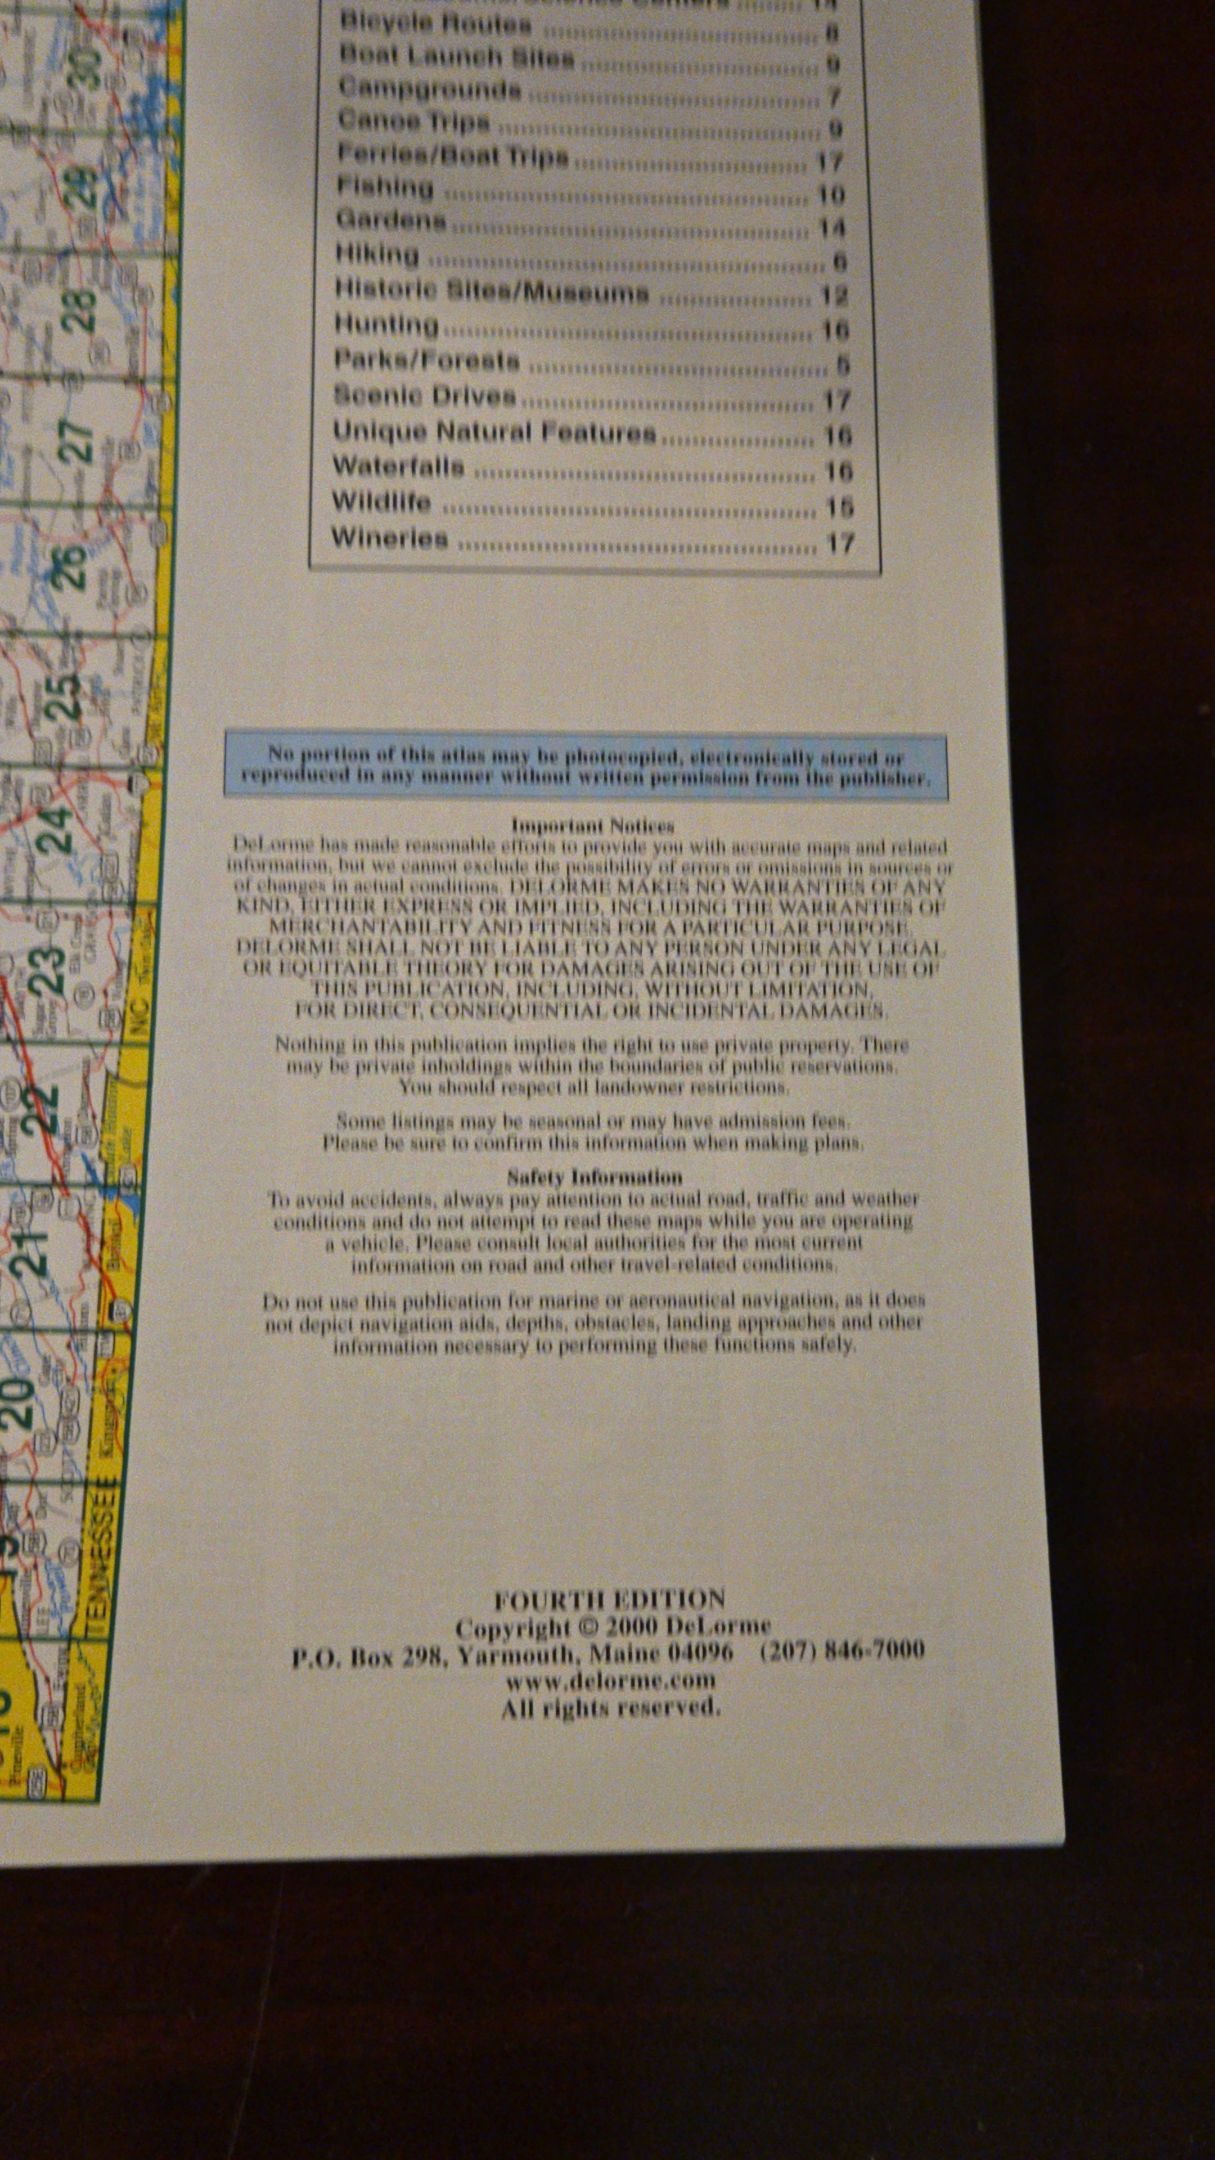 Bicycle Routes 8
Boat Launch Sites 9
Campgrounds 7
Canoe Trips 9
Ferries/Boat Trips 17
Fishing 10
Gardens 14
Hiking 6
Historic Sites/Museums 12
Hunting 16
Parks/Forests 5
Scenic Drives 17
Unique Natural Features 16
Waterfalls 16
Wildlife 15
Wineries 17
No portion of this atlas may be photocopied, electronically stored or
reproduced in any manner without written permission from the publisher.
Important Notices
DeLorme has made reasonable efforts to provide you with accurate maps and related
information, but we cannot exclude the possibility of errors or omissions in sources or
of changes in actual conditions. DELORME MAKES NO WARRANTIES OF ANY
KIND, EITHER EXPRESS OR IMPLIED, INCLUDING THE WARRANTIES OF
MERCHANTABILITY AND FITNESS FOR A PARTICULAR PURPOSE.
DELORME SHALL NOT BE LIABLE TO ANY PERSON UNDER ANY LEGAL
OR EQUITABLE THEORY FOR DAMAGES ARISING OUT OF THE USE OF
THIS PUBLICATION, INCLUDING, WITHOUT LIMITATION,
FOR DIRECT, CONSEQUENTIAL OR INCIDENTAL DAMAGES.
Nothing in this publication implies the right to use private property. There
may be private inholdings within the boundaries of public reservations.
You should respect all landowner restrictions.
Some listings may be seasonal or may have admission fees.
Please be sure to confirm this information when making plans.
Safety Information
To avoid accidents, always pay attention to actual road, traffic and weather
conditions and do not attempt to read these maps while you are operating
a vehicle. Please consult local authorities for the most current
information on road and other travel-related conditions.
Do not use this publication for marine or aeronautical navigation, as it does
not depict navigation aids, depths, obstacles, landing approaches and other
information necessary to performing these functions safely.
FOURTH EDITION
Copyright © 2000 DeLorme
P.O. Box 298, Yarmouth, Maine 04096 (207) 846-7000
www.delorme.com
All rights reserved.
30
29
28
27
26
25
24
23
22
21
20
NC
TENNESSEE